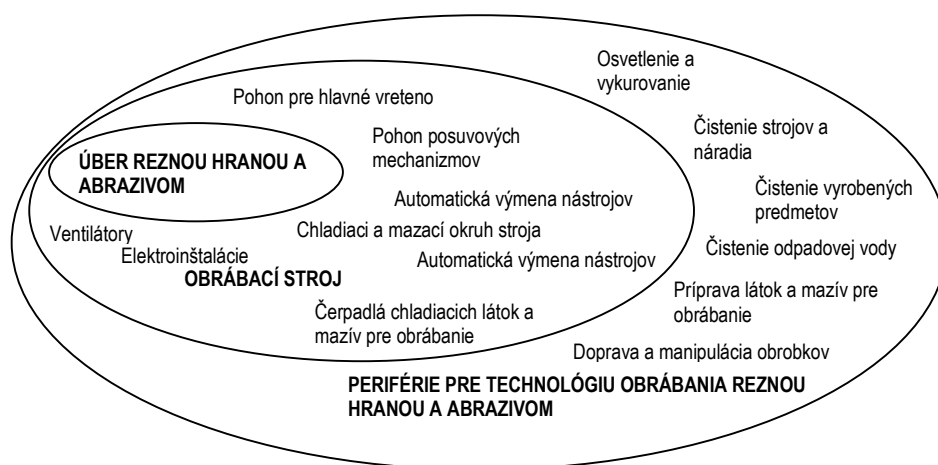 Osvetlenie a
vykurovanie
Pohon pre hlavné vreteno
Čistenie strojov a
náradia
Pohon posuvových
mechanizmov
ÚBER REZNOU HRANOU A
ABRAZIVOM
Čistenie vyrobených
predmetov
Automatická výmena nástrojov
Ventilátory
Chladiaci a mazací okruh stroja
Čistenie odpadovej vody
Elektroinštalácie
Automatická výmena nástrojov
OBRÁBACÍ STROJ
Príprava látok a mazív pre
obrábanie
Čerpadlá chladiacich látok a
mazív pre obrábanie
Doprava a manipulácia obrobkov
PERIFÉRIE PRE TECHNOLÓGIU OBRÁBANIA REZNOU
HRANOU A ABRAZIVOM